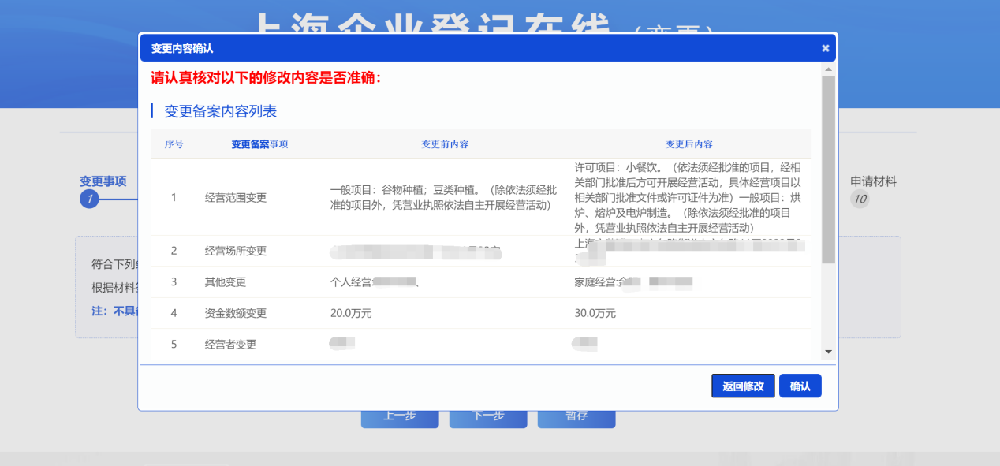 上海企业登记在线（变更）
变更内容确认
请认真核对以下的修改内容是否准确：
变更备案内容列表
序号 变更备案事项 变更前内容 变更后内容
1 经营范围变更
一般项目：谷物种植；豆类种植。（除依法须经批
准的项目外，凭营业执照依法自主开展经营活动）
许可项目：小餐饮。（依法须经批准的项目，经相
关部门批准后方可开展经营活动，具体经营项目以
相关部门批准文件或许可证件为准）一般项目：烘
炉、熔炉及电炉制造。（除依法须经批准的项目
外，凭营业执照依法自主开展经营活动）
2 经营场所变更
上海
3 其他变更 个人经营: 家庭经营:
4 资金数额变更 20.0万元 30.0万元
5 经营者变更
返回修改 确认
变更事项
1
申请材料
10
符合下列
根据材料
注：不具
上一步 下一步 暂存